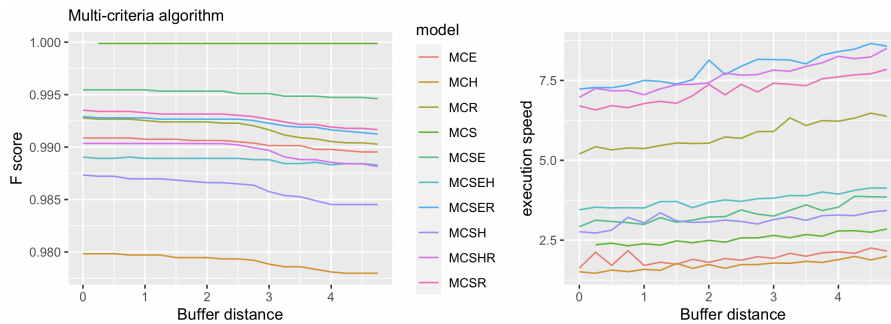 Multi-criteria algorithm
F score
1.000
0.995
0.990
0.985
0.980
0
1
2
3
4
Buffer distance
model
MCE
MCH
MCR
MCS
MCSE
MCSEH
MCSER
MCSH
MCSHR
MCSR
execution speed
7.5
5.0
2.5
0
1
2
3
4
Buffer distance